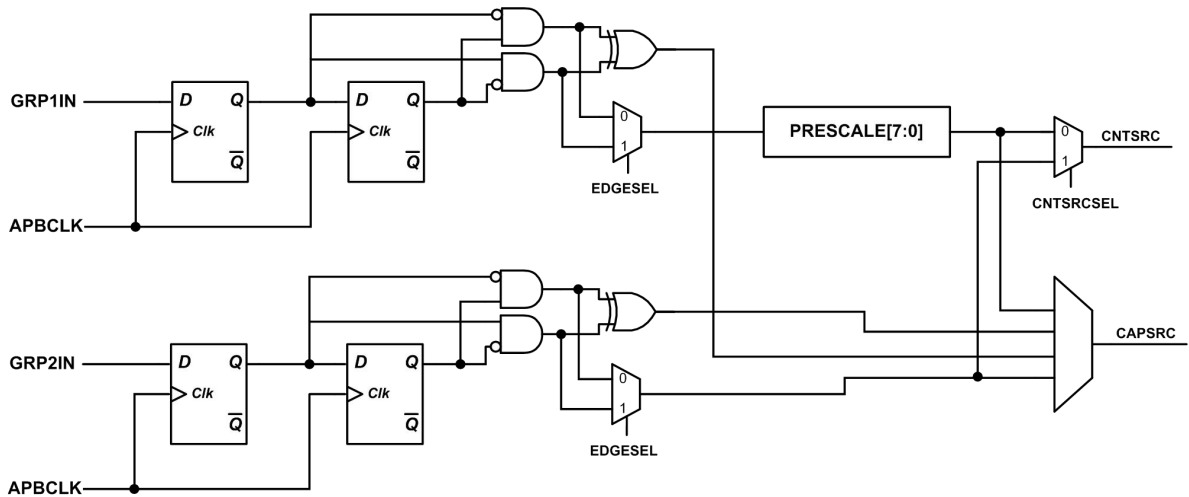 GRP1IN
D Q
Clk
Q
D Q
Clk
Q
APBCLK
0
1
EDGESEL
PRESCALE[7:0]
0
1
CNTSRC
CNTSRCSEL
GRP2IN
D Q
Clk
Q
D Q
Clk
Q
APBCLK
0
1
EDGESEL
CAPSRC